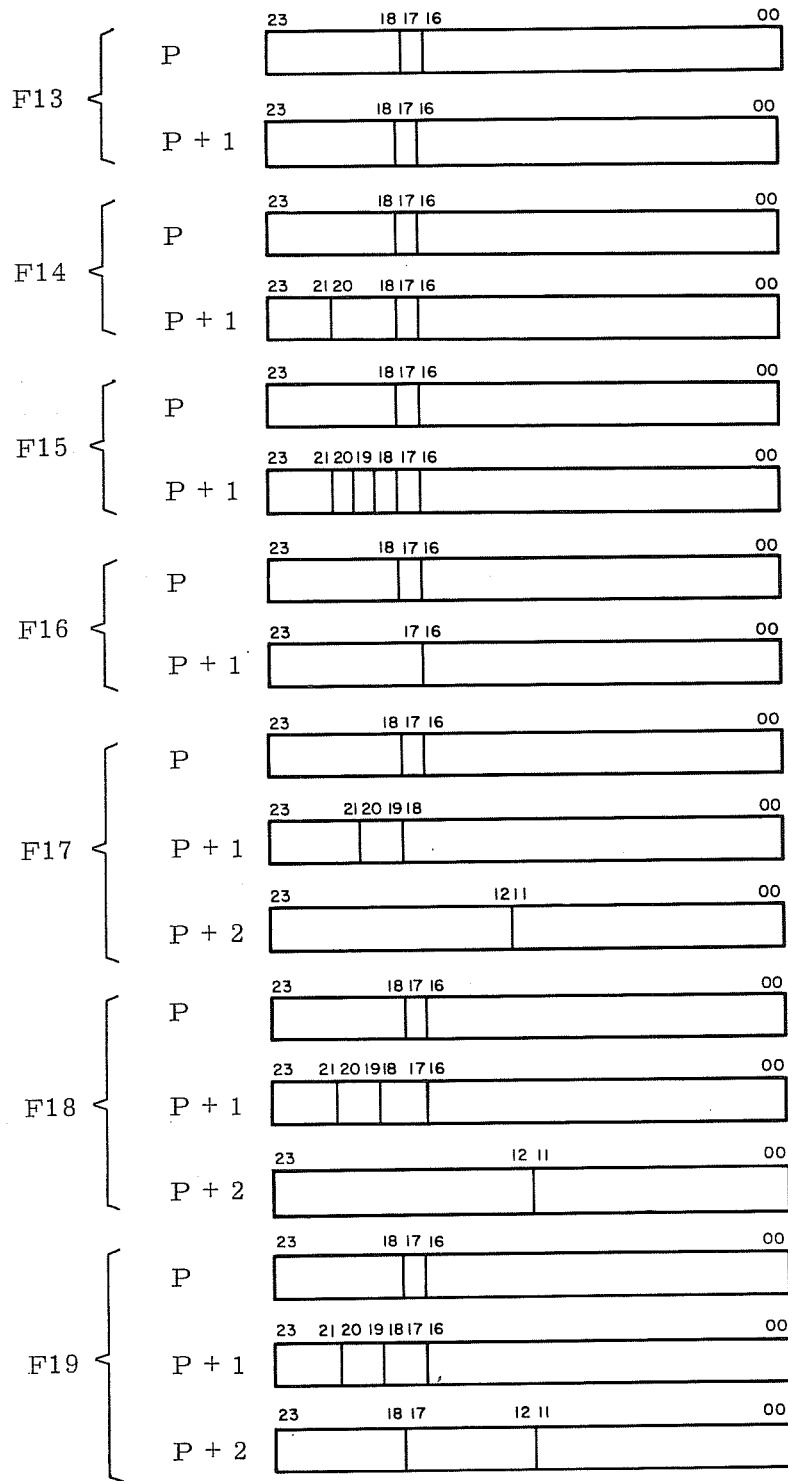 23 18 17 16 00
P
F13
23 18 17 16 00
P + 1
23 18 17 16 00
P
F14
23 21 20 18 17 16 00
P + 1
23 18 17 16 00
P
F15
23 21 20 19 18 17 16 00
P + 1
23 18 17 16 00
P
F16
23 17 16 00
P + 1
23 18 17 16 00
P
23 21 20 19 18 00
F17 P + 1
23 12 11 00
P + 2
23 18 17 16 00
P
23 21 20 19 18 17 16 00
F18 P + 1
23 12 11 00
P + 2
23 18 17 16 00
P
23 21 20 19 18 17 16 00
F19 P + 1
23 18 17 12 11 00
P + 2